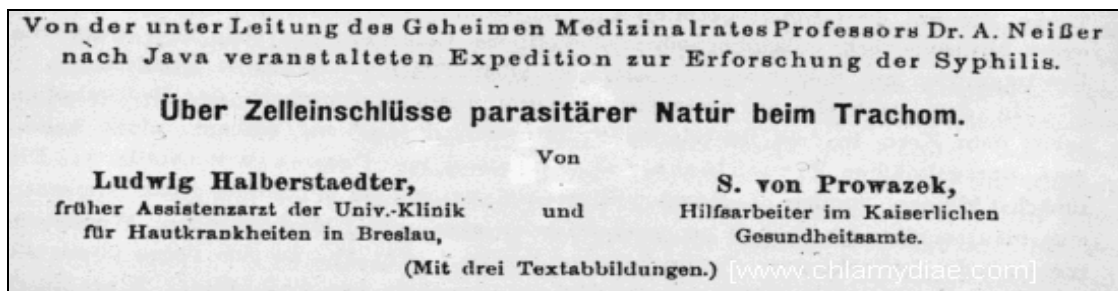 Von der unter Leitung des Geheimen Medizinalrates Professors Dr. A. Neißer
nach Java veranstalteten Expedition zur Erforschung der Syphilis.
Über Zelleinschlüsse parasitärer Natur beim Trachom.
Von
Ludwig Halberstaedter,
früher Assistenzarzt der Univ.-Klinik
für Hautkrankheiten in Breslau,
und
S. von Prowazek,
Hilfsarbeiter im Kaiserlichen
Gesundheitsamte.
(Mit drei Textabbildungen.)
[www.chlamydiae.com]